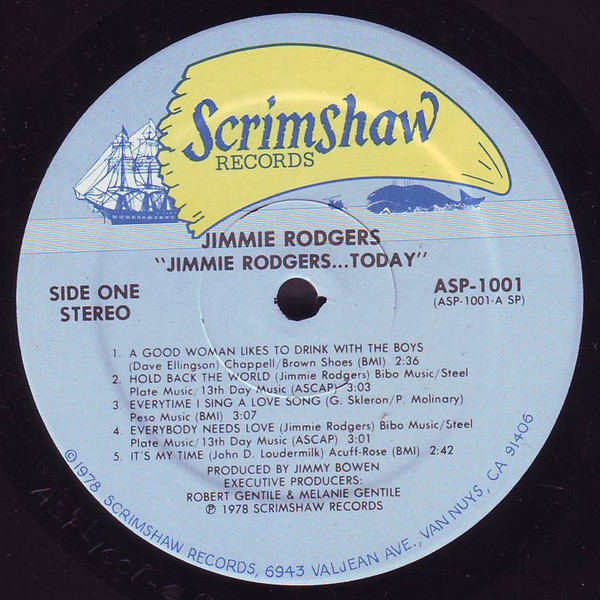 Scrimshaw
RECORDS
JIMMIE RODGERS
"JIMMIE RODGERS...TODAY"
SIDE ONE
STEREO
ASP-1001
(ASP-1001-A SP)
1. A GOOD WOMAN LIKES TO DRINK WITH THE BOYS
(Dave Ellingson) Chappell/Brown Shoes (BMI) 2:36
2. HOLD BACK THE WORLD (Jimmie Rodgers) Bibo Music/Steel
Plate Music/13th Day Music (ASCAP) 3:03
3. EVERYTIME I SING A LOVE SONG (G. Skleron/P. Molinary)
Peso Music (BMI) 3:07
4. EVERYBODY NEEDS LOVE (Jimmie Rodgers) Bibo Music/Steel
Plate Music/13th Day Music (ASCAP) 3:01
5. IT'S MY TIME (John D. Loudermilk) Acuff-Rose (BMI) 2:42
PRODUCED BY JIMMY BOWEN
EXECUTIVE PRODUCERS:
ROBERT GENTILE & MELANIE GENTILE
℗ 1978 SCRIMSHAW RECORDS
©1978 SCRIMSHAW RECORDS, 6943 VALJEAN AVE., VAN NUYS, CA 91406